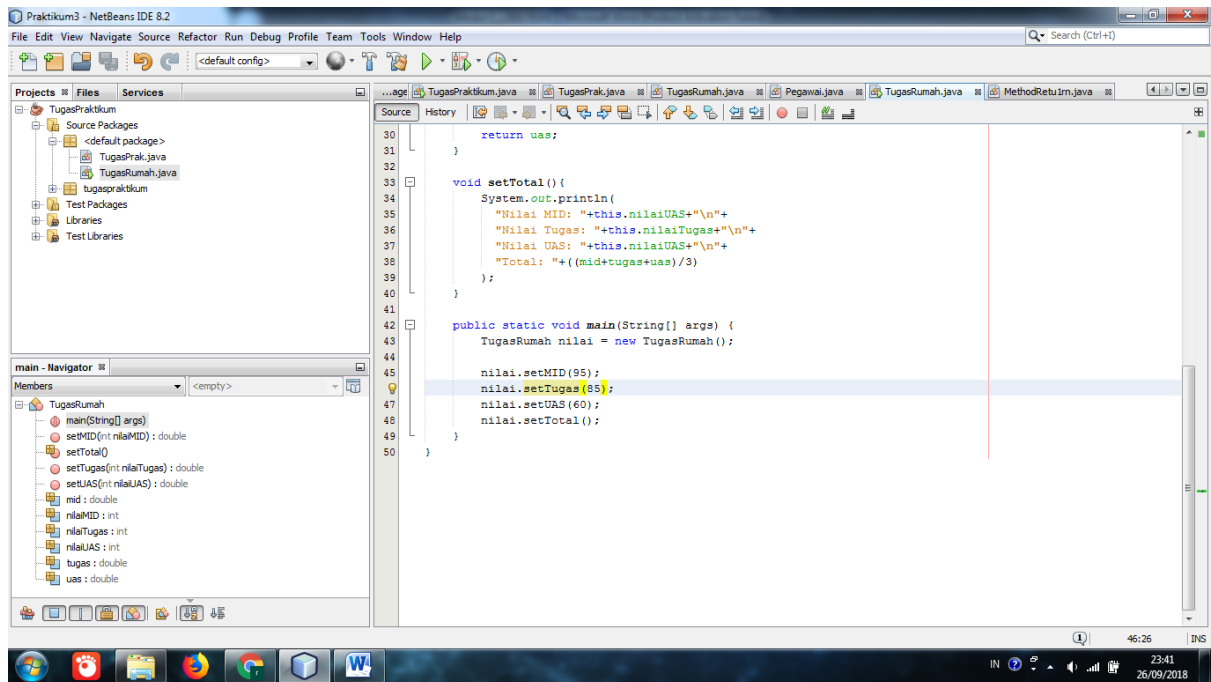 Praktikum3 - NetBeans IDE 8.2
File Edit View Navigate Source Refactor Run Debug Profile Team Tools Window Help
Search (Ctrl+I)
<default config>
Projects Files Services
TugasPraktikum
Source Packages
<default package>
TugasPrak.java
TugasRumah.java
tugaspraktikum
Test Packages
Libraries
Test Libraries
main - Navigator
Members <empty>
TugasRumah
main(String[] args)
setMID(int nilaiMID) : double
setTotal()
setTugas(int nilaiTugas) : double
setUAS(int nilaiUAS) : double
mid : double
nilaiMID : int
nilaiTugas : int
nilaiUAS : int
tugas : double
uas : double
...age TugasPraktikum.java TugasPrak.java TugasRumah.java Pegawai.java TugasRumah.java MethodRetu1rn.java
Source History
30 return uas;
31 }
32
33 void setTotal(){
34 System.out.println(
35 "Nilai MID: "+this.nilaiUAS+"\n"+
36 "Nilai Tugas: "+this.nilaiTugas+"\n"+
37 "Nilai UAS: "+this.nilaiUAS+"\n"+
38 "Total: "+((mid+tugas+uas)/3)
39 );
40 }
41
42 public static void main(String[] args) {
43 TugasRumah nilai = new TugasRumah();
44
45 nilai.setMID(95);
nilai.setTugas(85);
47 nilai.setUAS(60);
48 nilai.setTotal();
49 }
50 }
1 46:26 INS
IN 23:41
26/09/2018